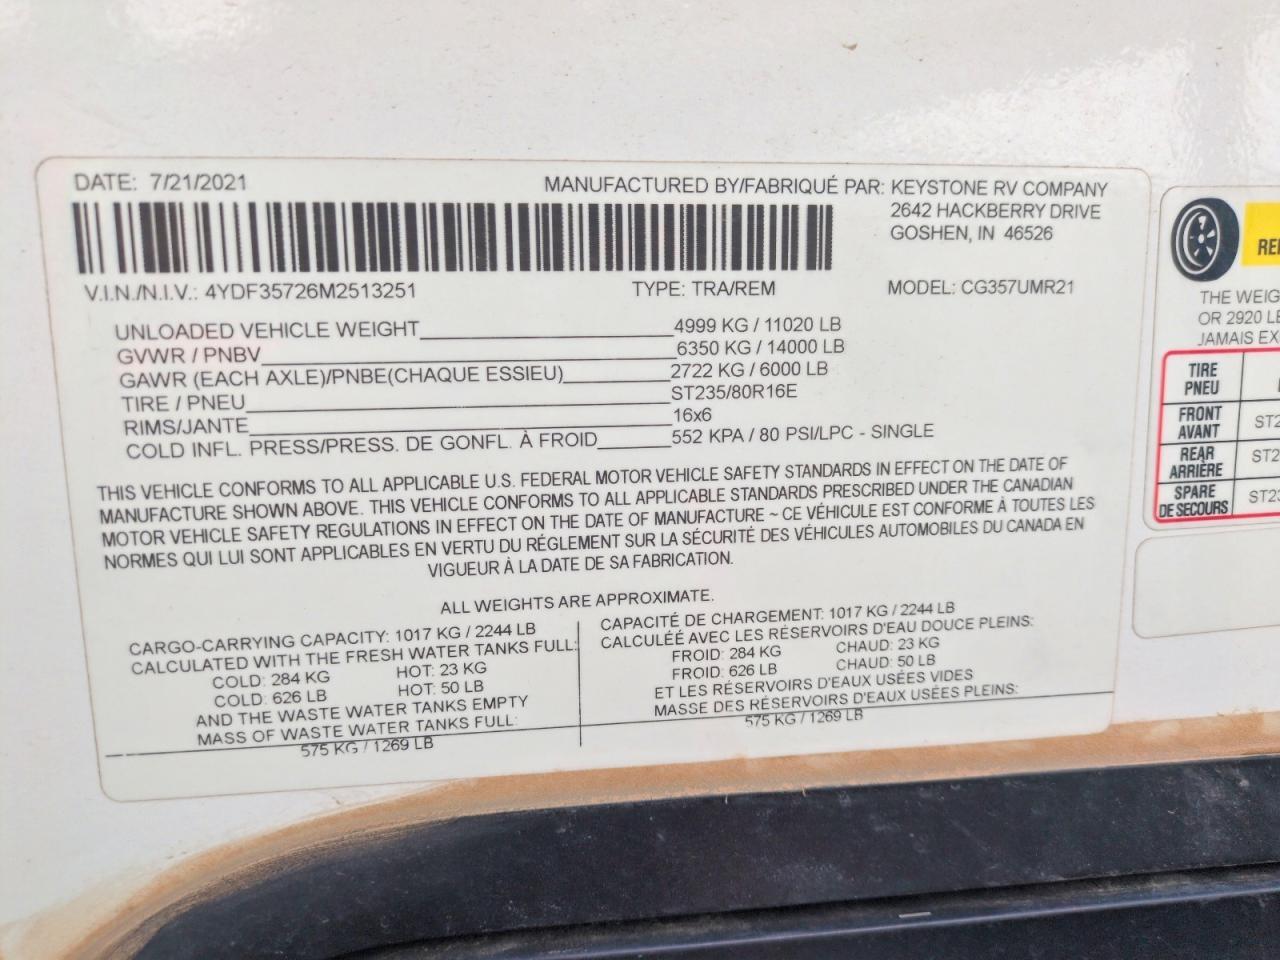 DATE: 7/21/2021
MANUFACTURED BY/FABRIQUÉ PAR: KEYSTONE RV COMPANY
2642 HACKBERRY DRIVE
GOSHEN, IN 46526
V.I.N./N.I.V.: 4YDF35726M2513251 TYPE: TRA/REM MODEL: CG357UMR21
UNLOADED VEHICLE WEIGHT 4999 KG / 11020 LB
GVWR / PNBV 6350 KG / 14000 LB
GAWR (EACH AXLE)/PNBE(CHAQUE ESSIEU) 2722 KG / 6000 LB
TIRE / PNEU ST235/80R16E
RIMS/JANTE 16x6
COLD INFL. PRESS/PRESS. DE GONFL. À FROID 552 KPA / 80 PSI/LPC - SINGLE
THIS VEHICLE CONFORMS TO ALL APPLICABLE U.S. FEDERAL MOTOR VEHICLE SAFETY STANDARDS IN EFFECT ON THE DATE OF
MANUFACTURE SHOWN ABOVE. THIS VEHICLE CONFORMS TO ALL APPLICABLE STANDARDS PRESCRIBED UNDER THE CANADIAN
MOTOR VEHICLE SAFETY REGULATIONS IN EFFECT ON THE DATE OF MANUFACTURE ~ CE VÉHICULE EST CONFORME À TOUTES LES
NORMES QUI LUI SONT APPLICABLES EN VERTU DU RÉGLEMENT SUR LA SÉCURITÉ DES VÉHICULES AUTOMOBILES DU CANADA EN
VIGUEUR À LA DATE DE SA FABRICATION.
ALL WEIGHTS ARE APPROXIMATE.
CARGO-CARRYING CAPACITY: 1017 KG / 2244 LB
CALCULATED WITH THE FRESH WATER TANKS FULL:
COLD: 284 KG HOT: 23 KG
COLD: 626 LB HOT: 50 LB
AND THE WASTE WATER TANKS EMPTY
MASS OF WASTE WATER TANKS FULL:
575 KG / 1269 LB
CAPACITÉ DE CHARGEMENT: 1017 KG / 2244 LB
CALCULÉE AVEC LES RÉSERVOIRS D'EAU DOUCE PLEINS:
FROID: 284 KG CHAUD: 23 KG
FROID: 626 LB CHAUD: 50 LB
ET LES RÉSERVOIRS D'EAUX USÉES VIDES
MASSE DES RÉSERVOIRS D'EAUX USÉES PLEINS:
575 KG / 1269 LB
THE WEIG
OR 2920 LB
JAMAIS EX
TIRE
PNEU
FRONT
AVANT
REAR
ARRIÈRE
SPARE
DE SECOURS